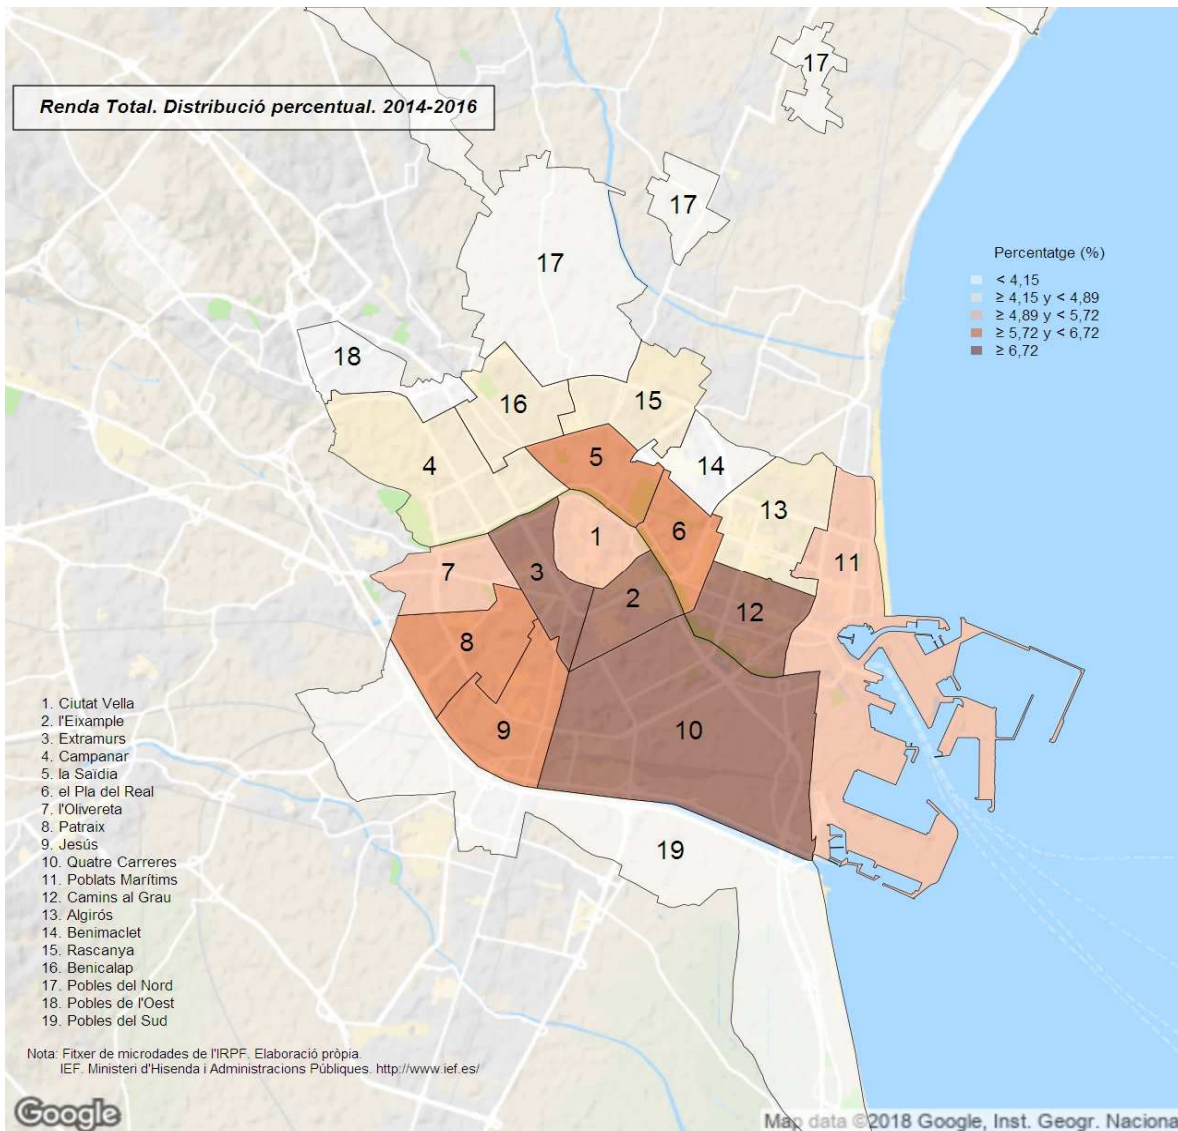 Renda Total. Distribució percentual. 2014-2016
17
17
17
Percentatge (%)
< 4,15
≥ 4,15 y < 4,89
≥ 4,89 y < 5,72
≥ 5,72 y < 6,72
≥ 6,72
18
16
15
4
5
14
13
6
1
11
7
3
2
12
8
9
10
19
1. Ciutat Vella
2. l'Eixample
3. Extramurs
4. Campanar
5. la Saïdia
6. el Pla del Real
7. l'Olivereta
8. Patraix
9. Jesús
10. Quatre Carreres
11. Poblats Marítims
12. Camins al Grau
13. Algirós
14. Benimaclet
15. Rascanya
16. Benicalap
17. Pobles del Nord
18. Pobles de l'Oest
19. Pobles del Sud
Nota: Fitxer de microdades de l'IRPF. Elaboració pròpia.
IEF. Ministeri d'Hisenda i Administracions Públiques. http://www.ief.es/
Google
Map data ©2018 Google, Inst. Geogr. Naciona